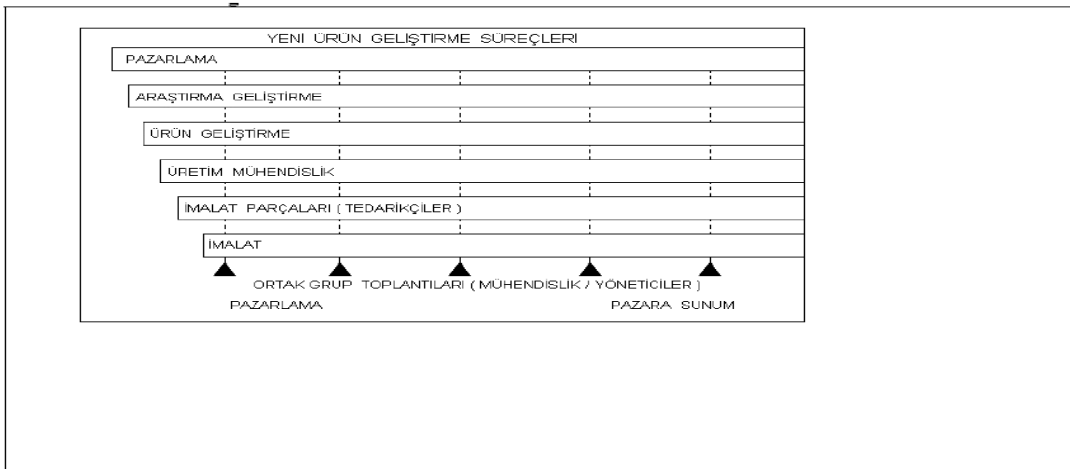 YENİ ÜRÜN GELİŞTİRME SÜREÇLERİ
PAZARLAMA
ARAŞTIRMA GELİŞTİRME
ÜRÜN GELİŞTİRME
ÜRETİM MÜHENDİSLİK
İMALAT PARÇALARI ( TEDARİKÇİLER )
İMALAT
ORTAK GRUP TOPLANTILARI ( MÜHENDİSLİK / YÖNETİCİLER )
PAZARLAMA PAZARA SUNUM